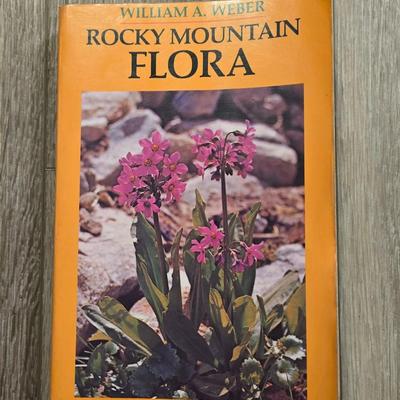 WILLIAM A. WEBER
ROCKY MOUNTAIN
FLORA